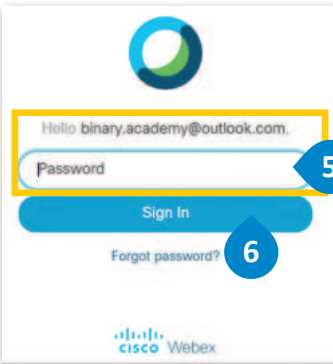 Hello binary.academy@outlook.com.
Password
5
Sign In
Forgot password?
6
cisco Webex